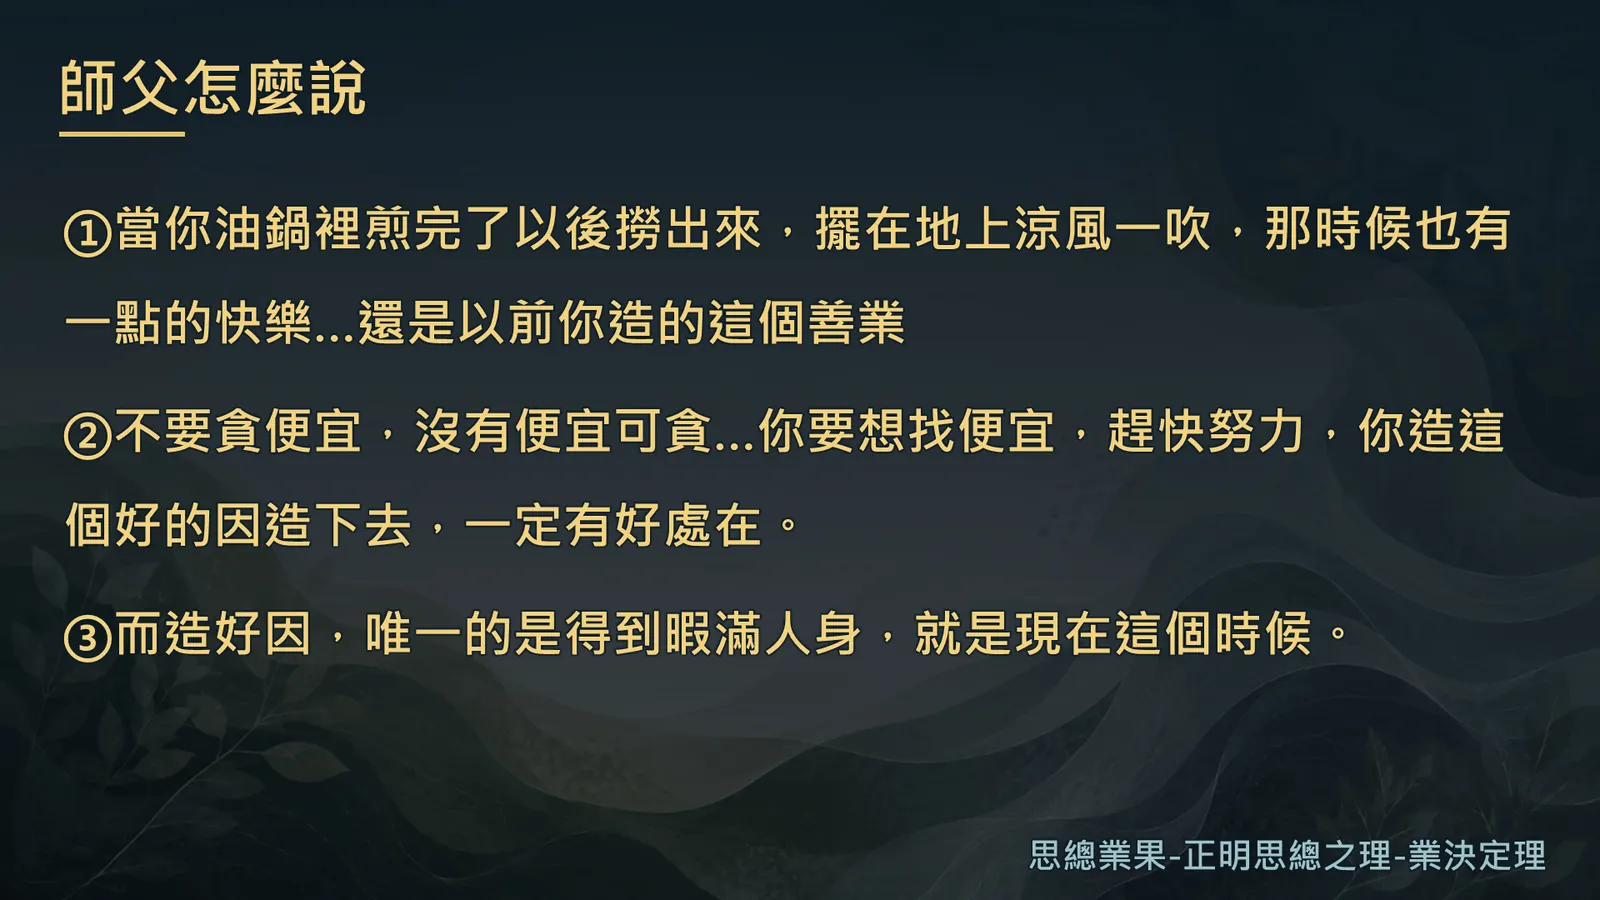 師父怎麼說
①當你油鍋裡煎完了以後撈出來，擺在地上涼風一吹，那時候也有
一點的快樂...還是以前你造的這個善業
②不要貪便宜，沒有便宜可貪...你要想找便宜，趕快努力，你造這
個好的因造下去，一定有好處在。
③而造好因，唯一的是得到暇滿人身，就是現在這個時候。
思總業果-正明思總之理-業決定理